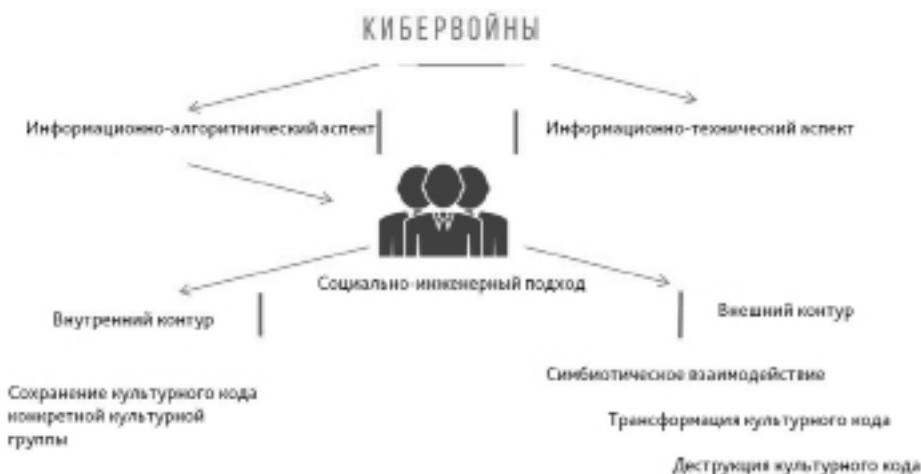 КИБЕРВОЙНЫ
Информационно-алгоритмический аспект
Информационно-технический аспект
Социально-инженерный подход
Внутренний контур
Внешний контур
Сохранение культурного кода
конкретной культурной
группы
Симбиотическое взаимодействие
Трансформация культурного кода
Деструкция культурного кода